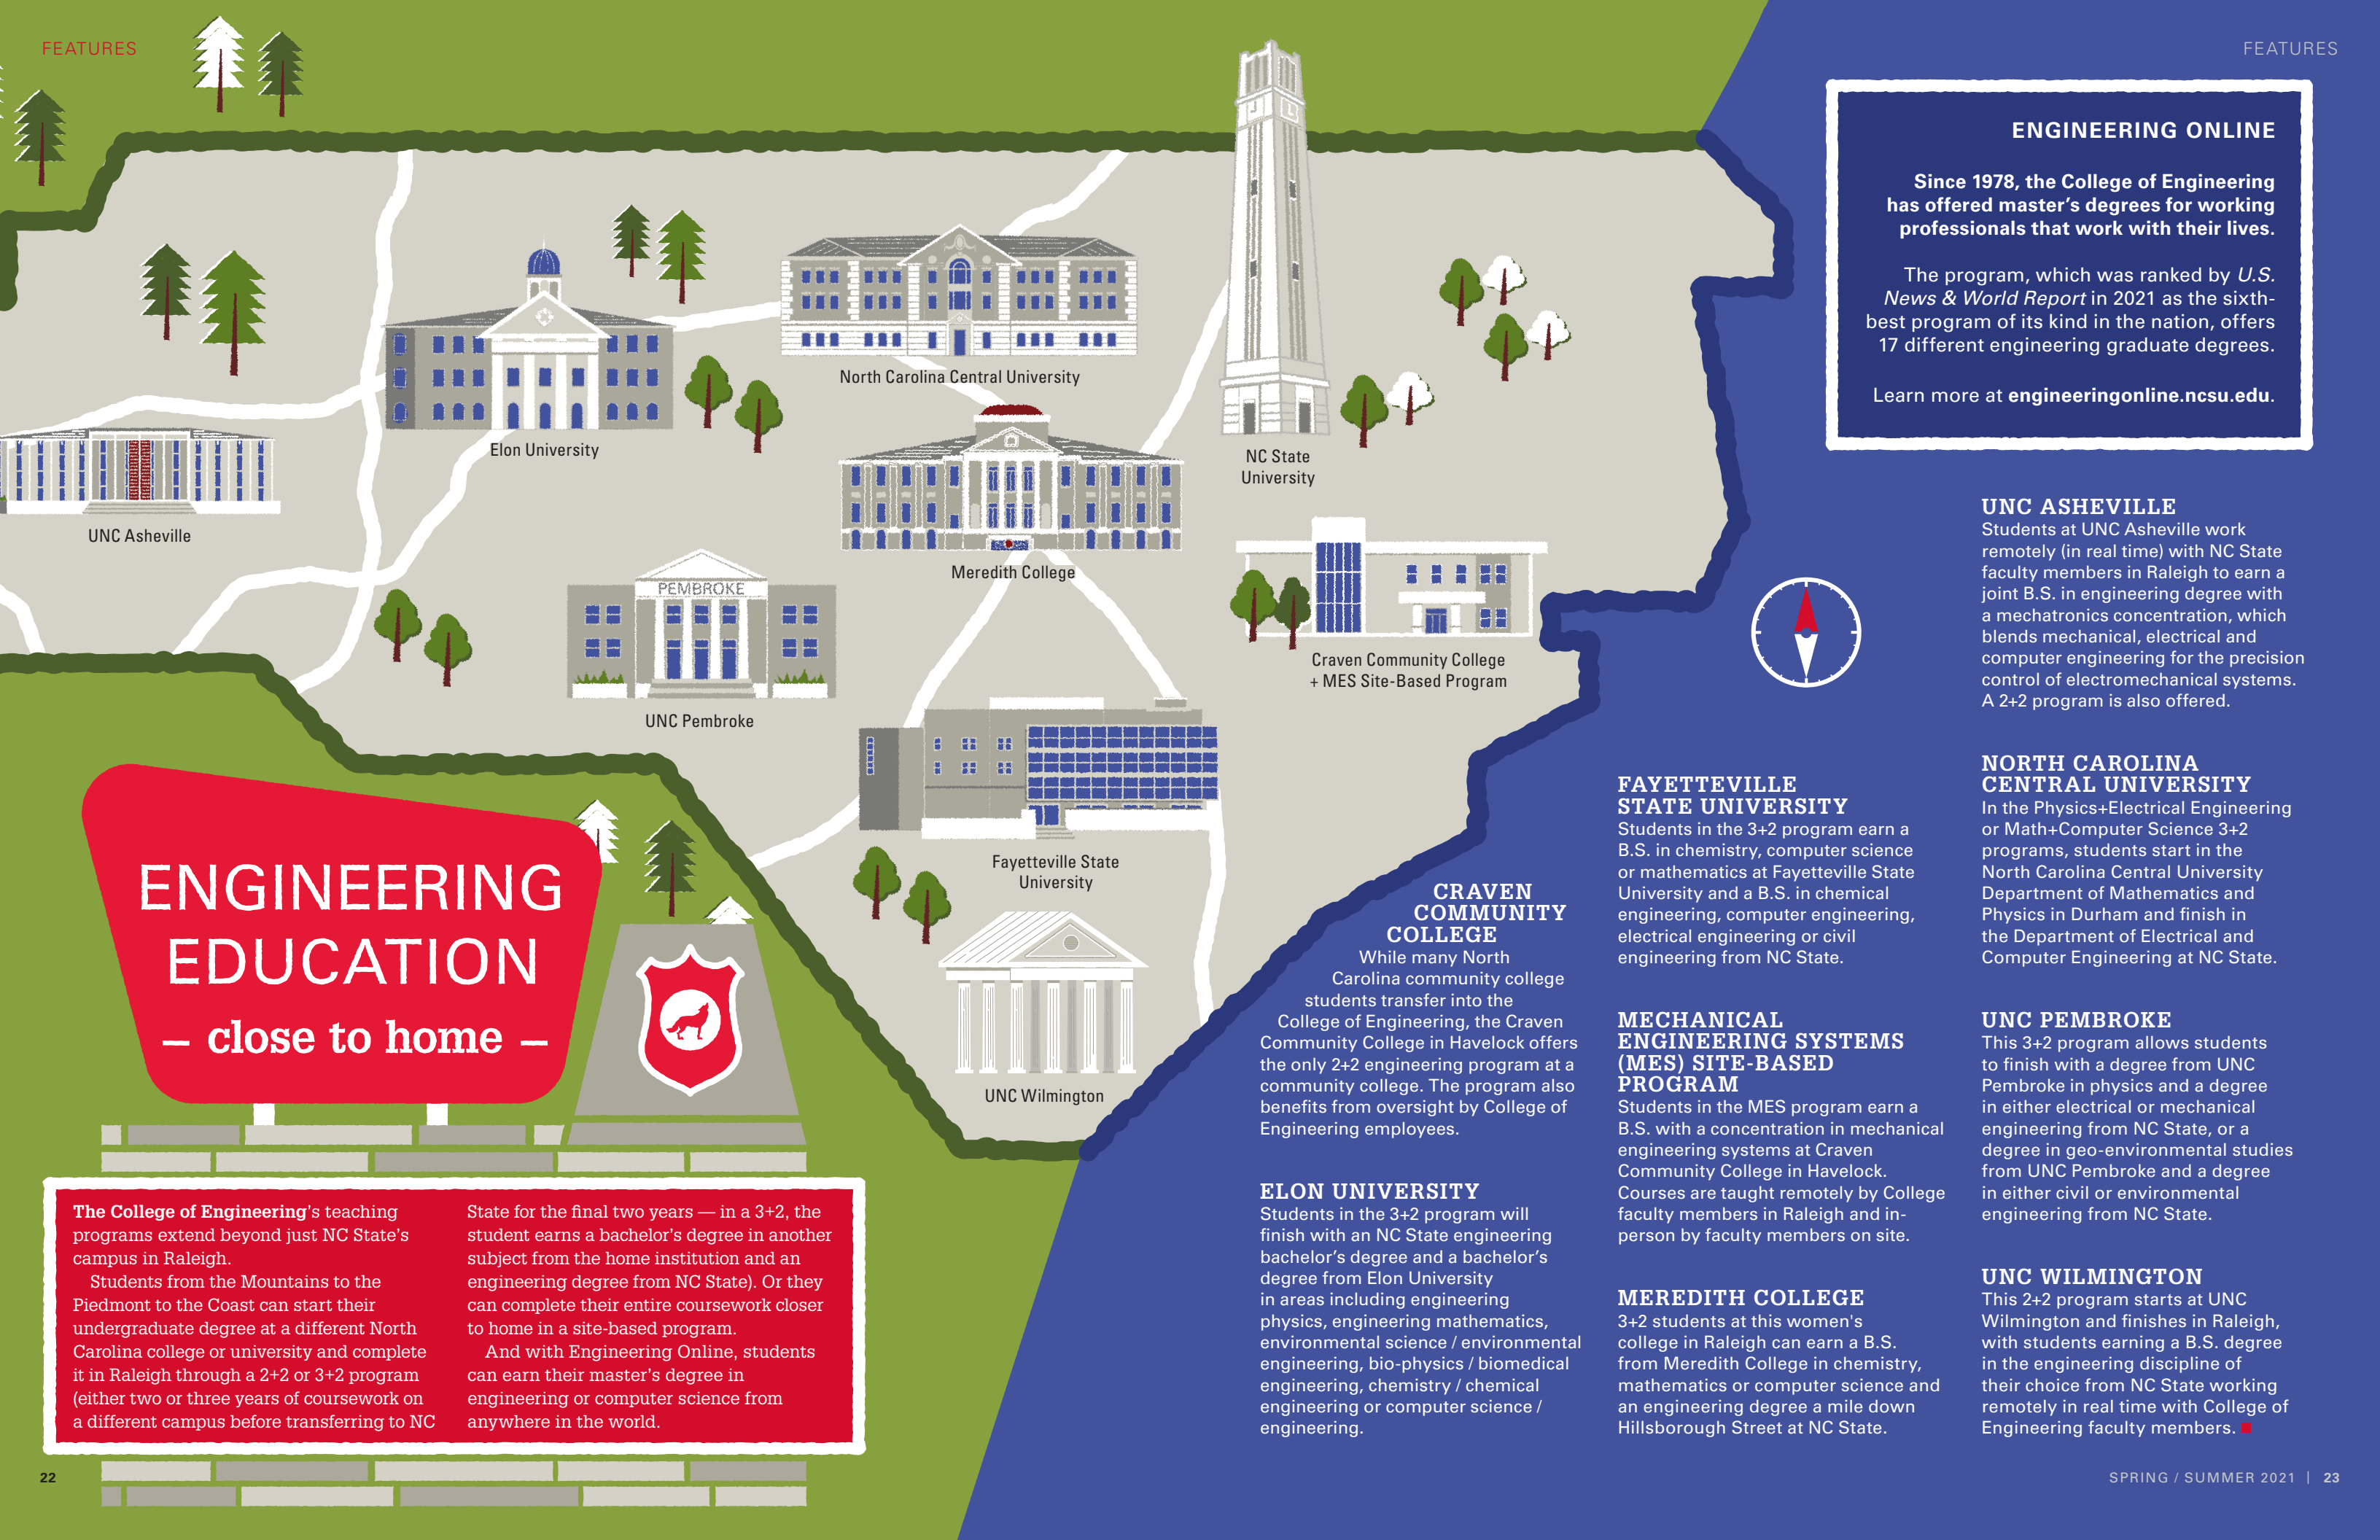 FEATURES
FEATURES
ENGINEERING ONLINE
Since 1978, the College of Engineering
has offered master’s degrees for working
professionals that work with their lives.
The program, which was ranked by U.S.
News & World Report in 2021 as the sixth-
best program of its kind in the nation, offers
17 different engineering graduate degrees.
Learn more at engineeringonline.ncsu.edu.
North Carolina Central University
Elon University
NC State
University
UNC Asheville
Meredith College
PEMBROKE
UNC Pembroke
Craven Community College
+ MES Site-Based Program
Fayetteville State
University
UNC Wilmington
ENGINEERING
EDUCATION
– close to home –
The College of Engineering’s teaching
programs extend beyond just NC State’s
campus in Raleigh.
Students from the Mountains to the
Piedmont to the Coast can start their
undergraduate degree at a different North
Carolina college or university and complete
it in Raleigh through a 2+2 or 3+2 program
(either two or three years of coursework on
a different campus before transferring to NC
State for the final two years — in a 3+2, the
student earns a bachelor’s degree in another
subject from the home institution and an
engineering degree from NC State). Or they
can complete their entire coursework closer
to home in a site-based program.
And with Engineering Online, students
can earn their master’s degree in
engineering or computer science from
anywhere in the world.
CRAVEN
COMMUNITY
COLLEGE
While many North
Carolina community college
students transfer into the
College of Engineering, the Craven
Community College in Havelock offers
the only 2+2 engineering program at a
community college. The program also
benefits from oversight by College of
Engineering employees.
ELON UNIVERSITY
Students in the 3+2 program will
finish with an NC State engineering
bachelor’s degree and a bachelor’s
degree from Elon University
in areas including engineering
physics, engineering mathematics,
environmental science / environmental
engineering, bio-physics / biomedical
engineering, chemistry / chemical
engineering or computer science /
engineering.
FAYETTEVILLE
STATE UNIVERSITY
Students in the 3+2 program earn a
B.S. in chemistry, computer science
or mathematics at Fayetteville State
University and a B.S. in chemical
engineering, computer engineering,
electrical engineering or civil
engineering from NC State.
MECHANICAL
ENGINEERING SYSTEMS
(MES) SITE-BASED
PROGRAM
Students in the MES program earn a
B.S. with a concentration in mechanical
engineering systems at Craven
Community College in Havelock.
Courses are taught remotely by College
faculty members in Raleigh and in-
person by faculty members on site.
MEREDITH COLLEGE
3+2 students at this women's
college in Raleigh can earn a B.S.
from Meredith College in chemistry,
mathematics or computer science and
an engineering degree a mile down
Hillsborough Street at NC State.
UNC ASHEVILLE
Students at UNC Asheville work
remotely (in real time) with NC State
faculty members in Raleigh to earn a
joint B.S. in engineering degree with
a mechatronics concentration, which
blends mechanical, electrical and
computer engineering for the precision
control of electromechanical systems.
A 2+2 program is also offered.
NORTH CAROLINA
CENTRAL UNIVERSITY
In the Physics+Electrical Engineering
or Math+Computer Science 3+2
programs, students start in the
North Carolina Central University
Department of Mathematics and
Physics in Durham and finish in
the Department of Electrical and
Computer Engineering at NC State.
UNC PEMBROKE
This 3+2 program allows students
to finish with a degree from UNC
Pembroke in physics and a degree
in either electrical or mechanical
engineering from NC State, or a
degree in geo-environmental studies
from UNC Pembroke and a degree
in either civil or environmental
engineering from NC State.
UNC WILMINGTON
This 2+2 program starts at UNC
Wilmington and finishes in Raleigh,
with students earning a B.S. degree
in the engineering discipline of
their choice from NC State working
remotely in real time with College of
Engineering faculty members.
22
SPRING / SUMMER 2021 | 23